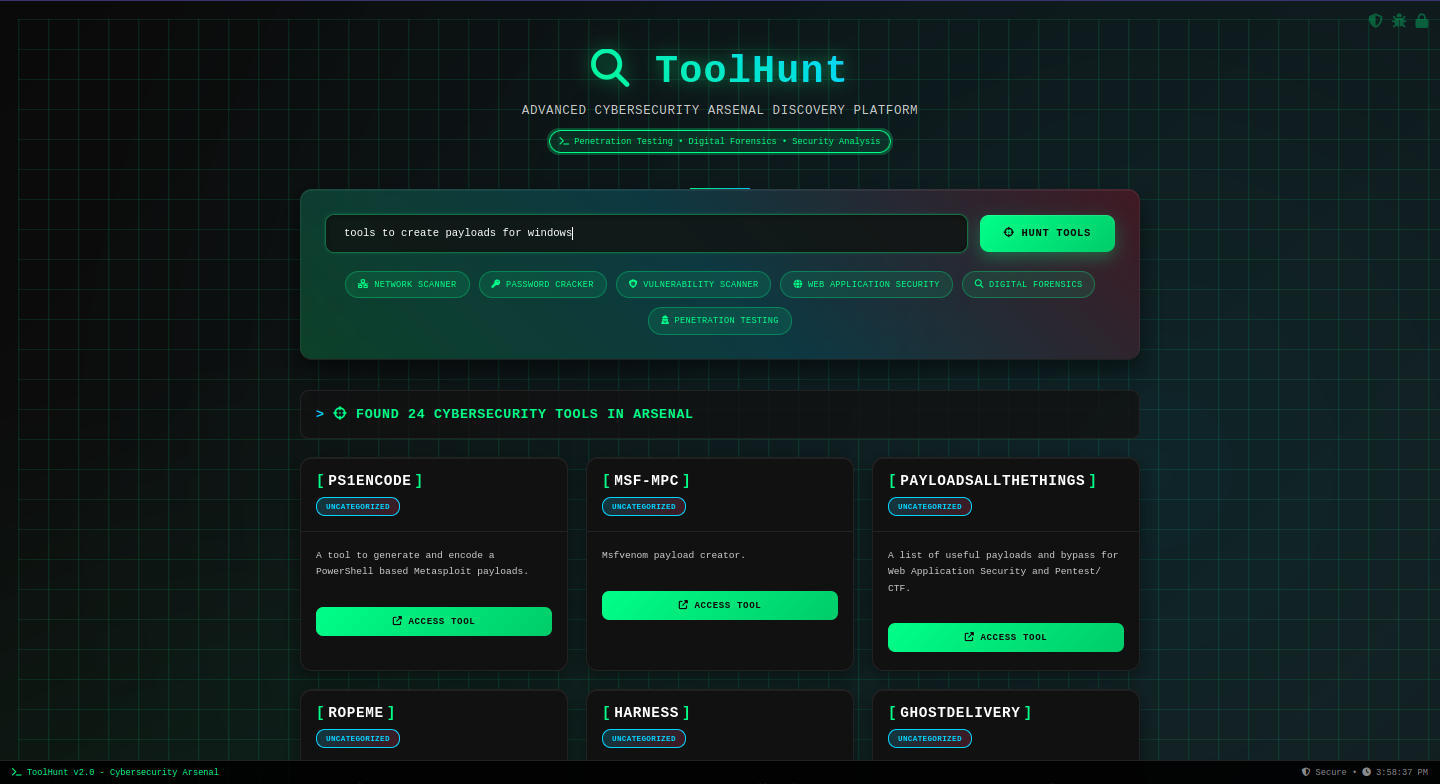 ToolHunt
ADVANCED CYBERSECURITY ARSENAL DISCOVERY PLATFORM
Penetration Testing • Digital Forensics • Security Analysis
tools to create payloads for windows
HUNT TOOLS
NETWORK SCANNER
PASSWORD CRACKER
VULNERABILITY SCANNER
WEB APPLICATION SECURITY
DIGITAL FORENSICS
PENETRATION TESTING
> FOUND 24 CYBERSECURITY TOOLS IN ARSENAL
[PS1ENCODE]
UNCATEGORIZED
A tool to generate and encode a
PowerShell based Metasploit payloads.
ACCESS TOOL
[MSF-MPC]
UNCATEGORIZED
Msfvenom payload creator.
ACCESS TOOL
[PAYLOADSALLTHETHINGS]
UNCATEGORIZED
A list of useful payloads and bypass for
Web Application Security and Pentest/
CTF.
ACCESS TOOL
[ROPEME]
UNCATEGORIZED
[HARNESS]
UNCATEGORIZED
[GHOSTDELIVERY]
UNCATEGORIZED
ToolHunt v2.0 - Cybersecurity Arsenal
Secure • 3:58:37 PM